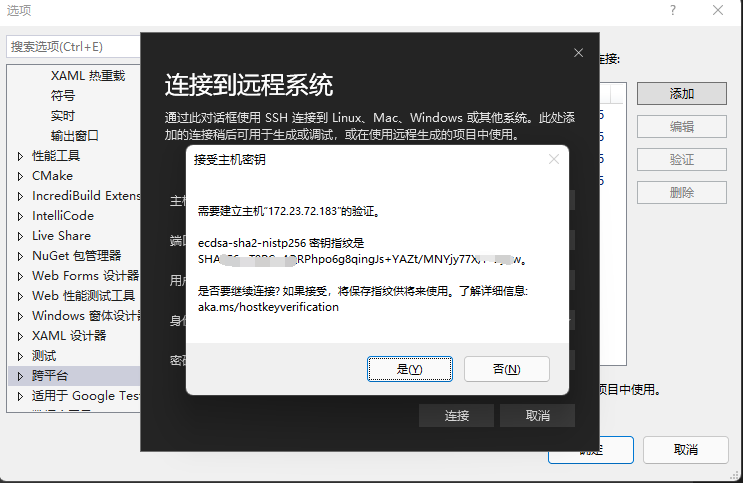 选项
搜索选项(Ctrl+E)
XAML 热重载
符号
实时
输出窗口
性能工具
CMake
IncrediBuild Extens
IntelliCode
Live Share
NuGet 包管理器
Web Forms 设计器
Web 性能测试工具
Windows 窗体设计
XAML 设计器
测试
跨平台
适用于 Google Tes
连接到远程系统
通过此对话框使用 SSH 连接到 Linux、Mac、Windows 或其他系统。此处添
加的连接稍后可用于生成或调试，或在使用远程生成的项目中使用。
接受主机密钥
需要建立主机“172.23.72.183”的验证。
ecdsa-sha2-nistp256 密钥指纹是
RPhpo6g8qingJs+YAZt/MNYjy77X
是否要继续连接? 如果接受，将保存指纹供将来使用。了解详细信息:
aka.ms/hostkeyverification
是(Y)
否(N)
主
端
用
身
密
连接
取消
连接:
添加
编辑
验证
删除
项目中使用。
取消